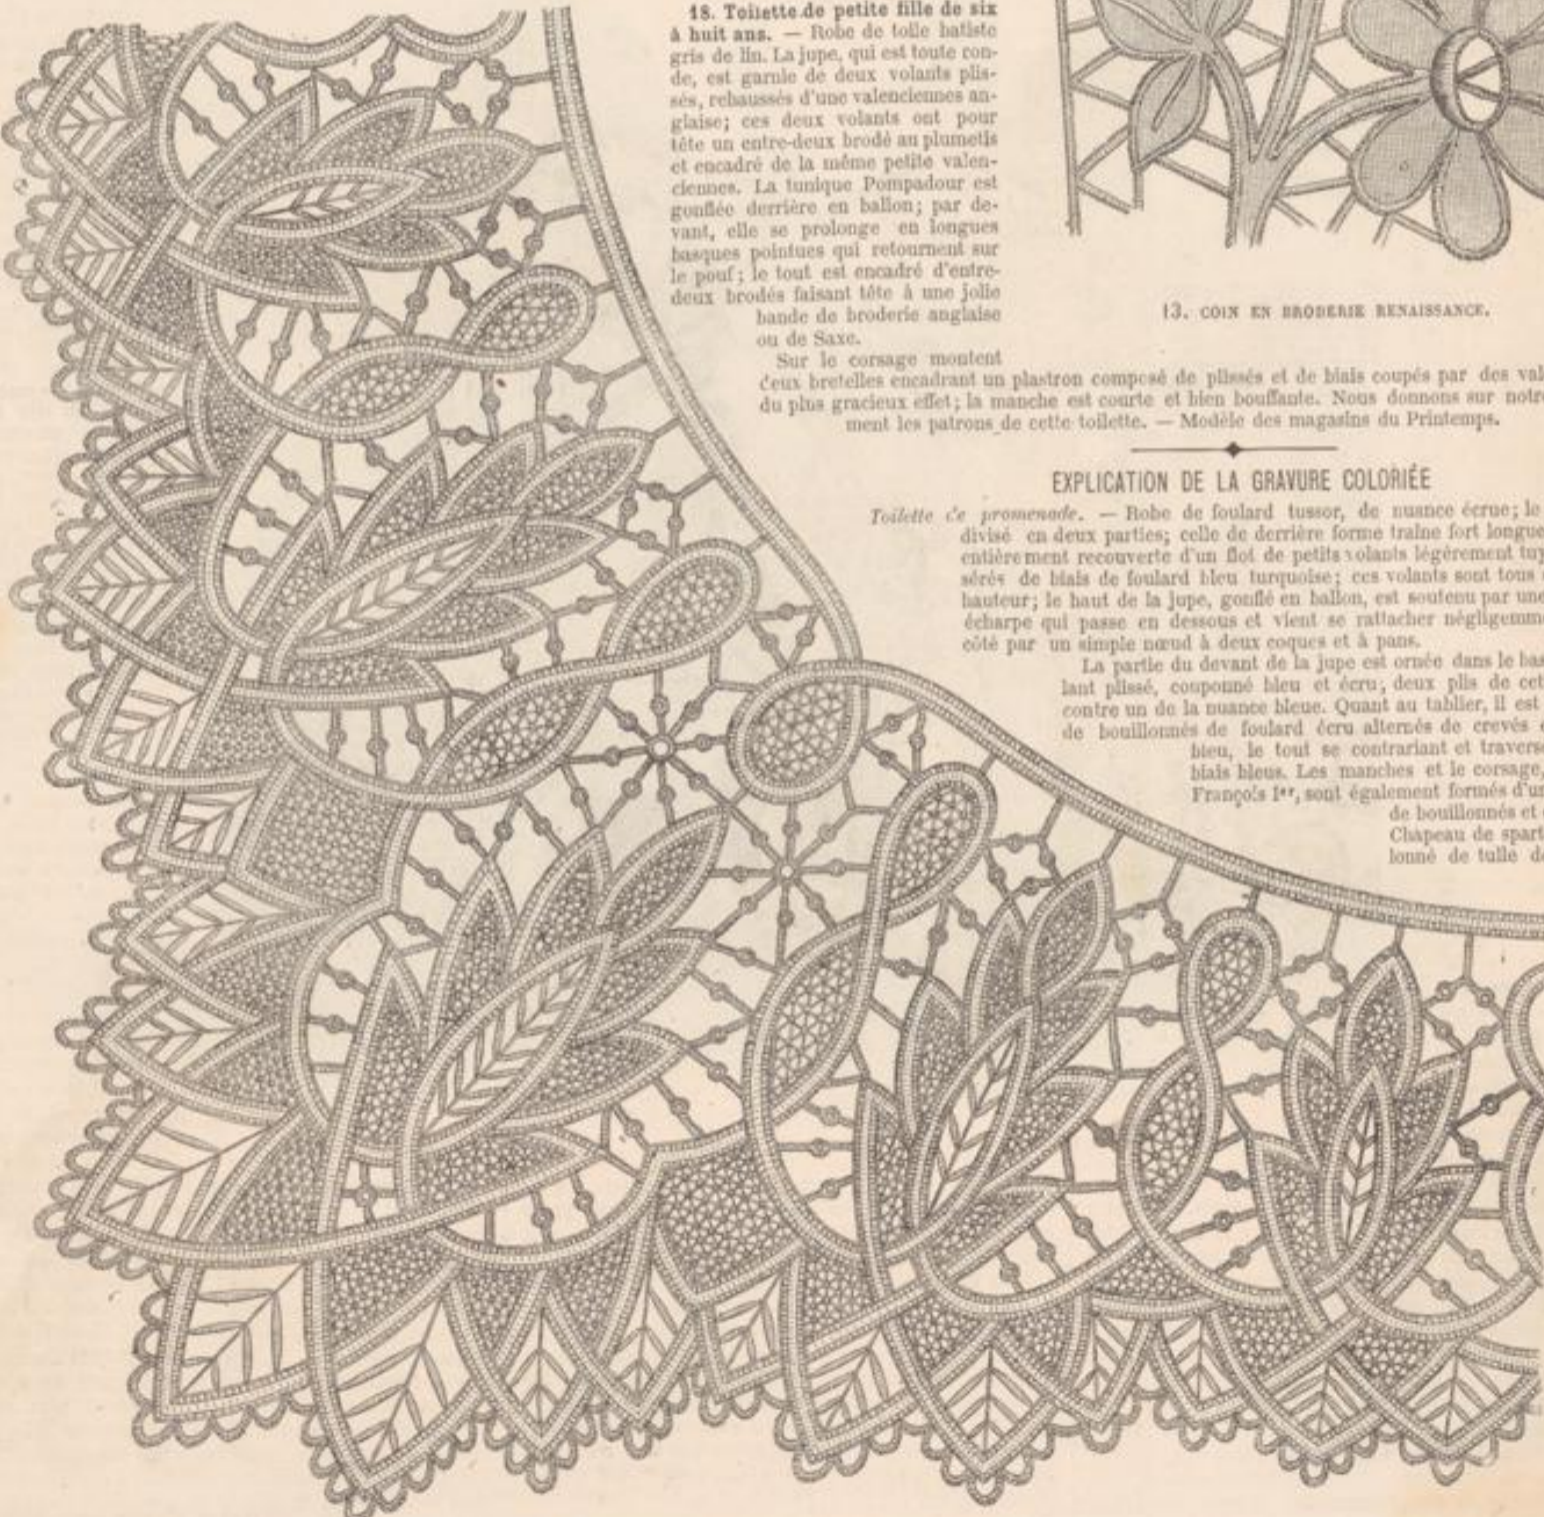 18. Toilette de petite fille de six
à huit ans. — Robe de toile batiste
gris de lin. La jupe, qui est toute ron-
de, est garnie de deux volants plis-
sés, rehaussés d'une valenciennes an-
glaise; ces deux volants ont pour
tête un entre-deux brodé au plumetis
et encadré de la même petite valen-
ciennes. La tunique Pompadour est
gonflée derrière en ballon; par de-
vant, elle se prolonge en longues
basques pointues qui retournent sur
le pouf; le tout est encadré d'entre-
deux brodés faisant tête à une jolie
bande de broderie anglaise
ou de Saxe.
Sur le corsage montent
deux bretelles encadrant un plastron composé de plissés et de biais coupés par des val
du plus gracieux effet; la manche est courte et bien bouffante. Nous donnons sur notre
ment les patrons de cette toilette. — Modèle des magasins du Printemps.
13. COIN EN BRODERIE RENAISSANCE.
EXPLICATION DE LA GRAVURE COLORIÉE
Toilette de promenade. — Robe de foulard tussor, de nuance écrue; le
divisé en deux parties; celle de derrière forme traîne fort longue
entièrement recouverte d'un flot de petits volants légèrement tuy
sérés de biais de foulard bleu turquoise; ces volants sont tous
hauteur; le haut de la jupe, gonflé en ballon, est soutenu par une
écharpe qui passe en dessous et vient se rattacher négligemme
côté par un simple nœud à deux coques et à pans.
La partie du devant de la jupe est ornée dans le bas
lant plissé, couponné bleu et écru; deux plis de cet
contre un de la nuance bleue. Quant au tablier, il est
de bouillonnés de foulard écru alternés de crevés
bleu, le tout se contrariant et traversé
biais bleus. Les manches et le corsage,
François Ier, sont également formés d'un
de bouillonnés et
Chapeau de spart
lonné de tulle de